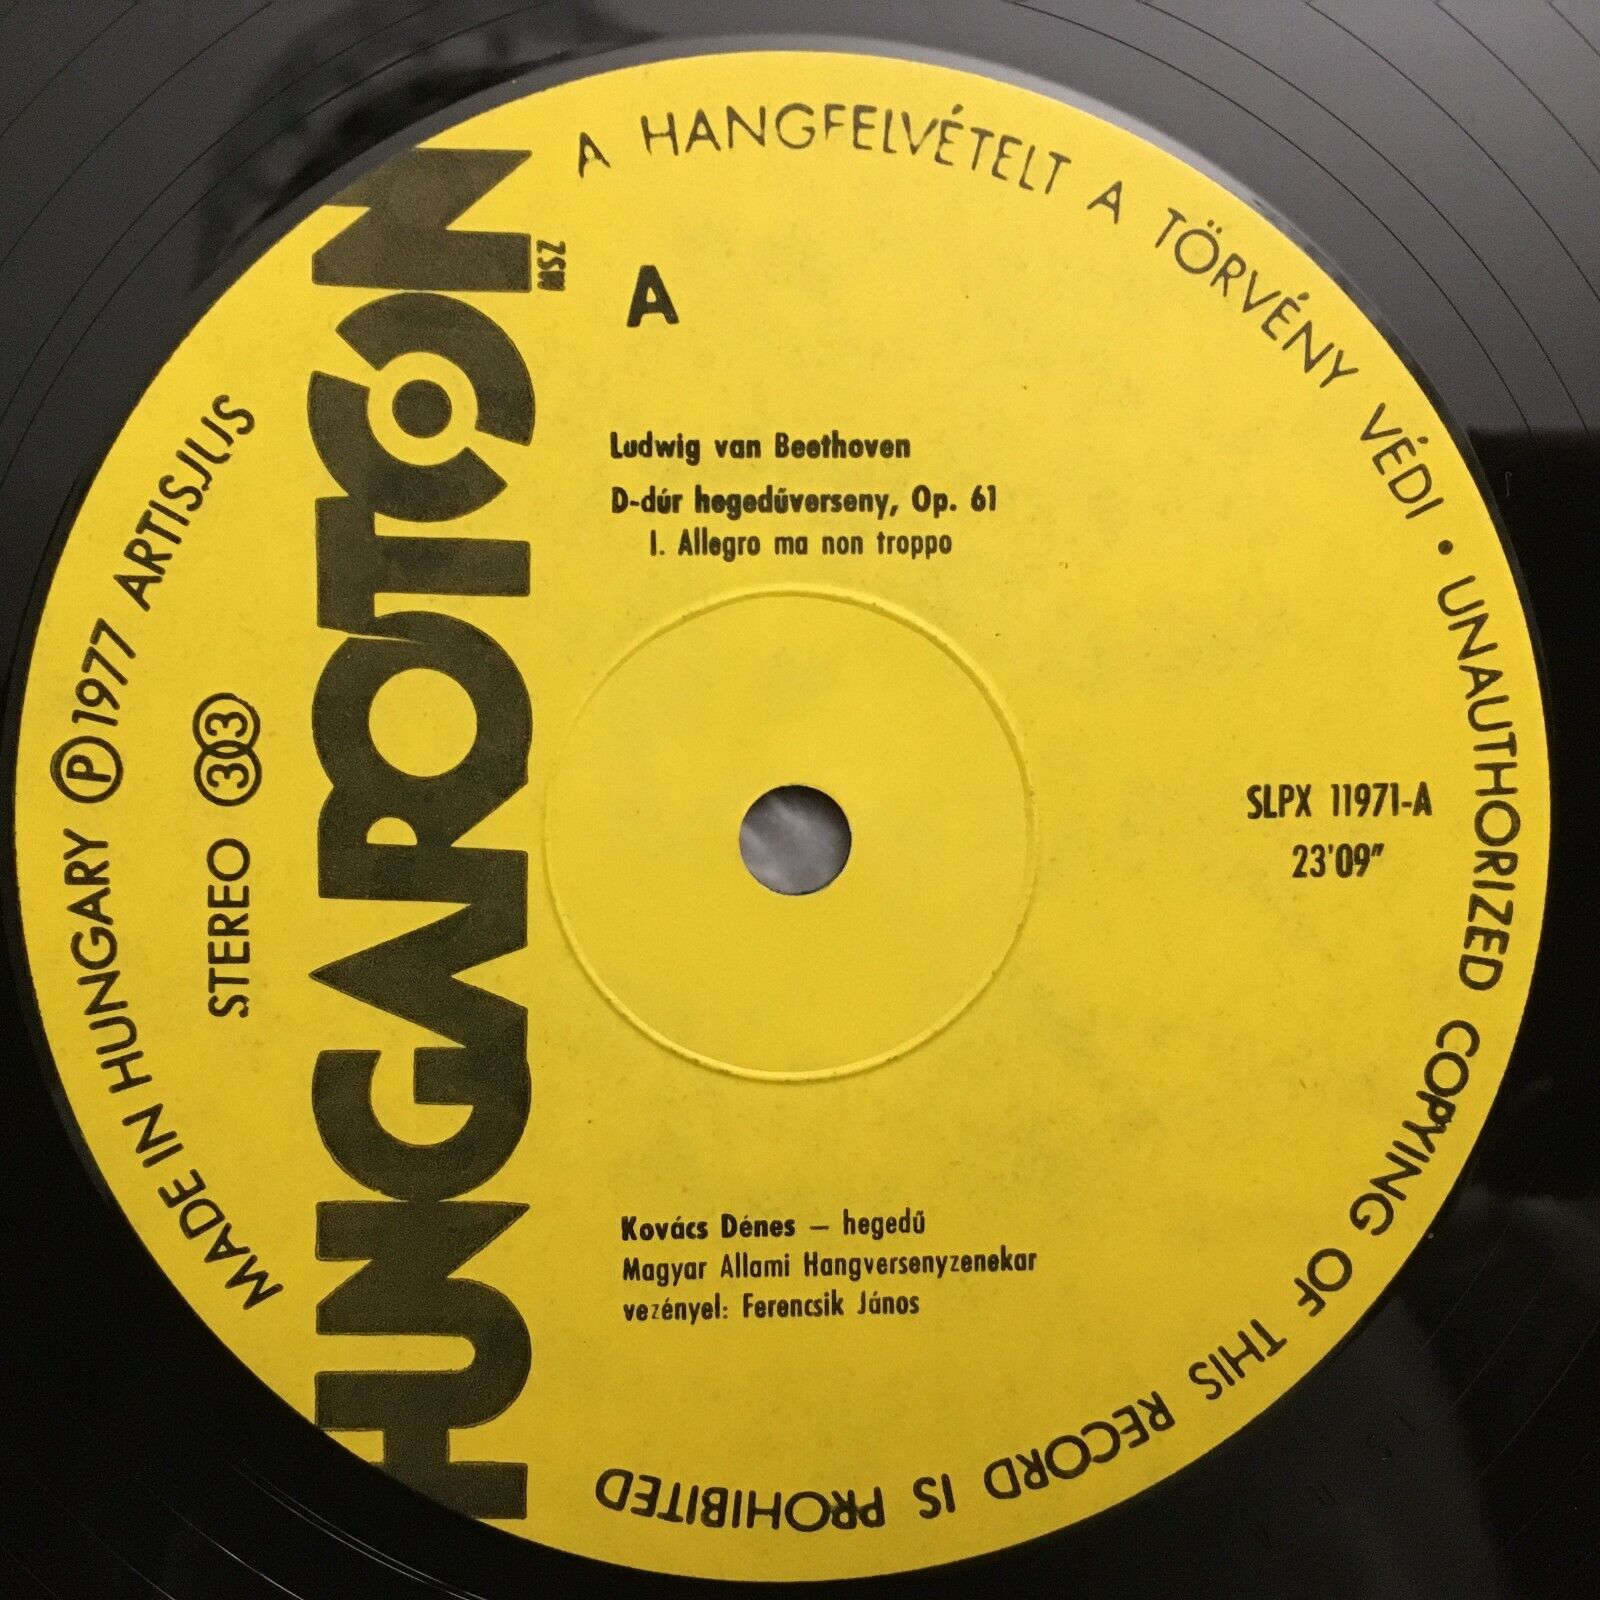 A HANGFELVÉTELT A TÖRVÉNY VÉDI • UNAUTHORIZED COPYING OF THIS RECORD IS PROHIBITED
MADE IN HUNGARY Ⓟ 1977 ARTISJUS
STEREO 33
HUNGAROTON
MSZ
A
Ludwig van Beethoven
D-dúr hegedűverseny, Op. 61
I. Allegro ma non troppo
SLPX 11971-A
23'09"
Kovács Dénes – hegedű
Magyar Allami Hangversenyzenekar
vezényel: Ferencsik János